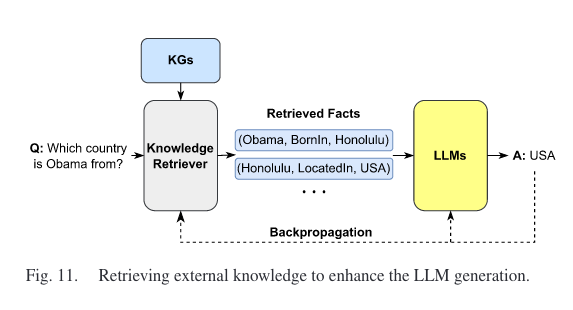 KGs
Q: Which country
is Obama from?
Knowledge
Retriever
Retrieved Facts
(Obama, BornIn, Honolulu)
(Honolulu, LocatedIn, USA)
• • •
LLMs
A: USA
Backpropagation
Fig. 11. Retrieving external knowledge to enhance the LLM generation.